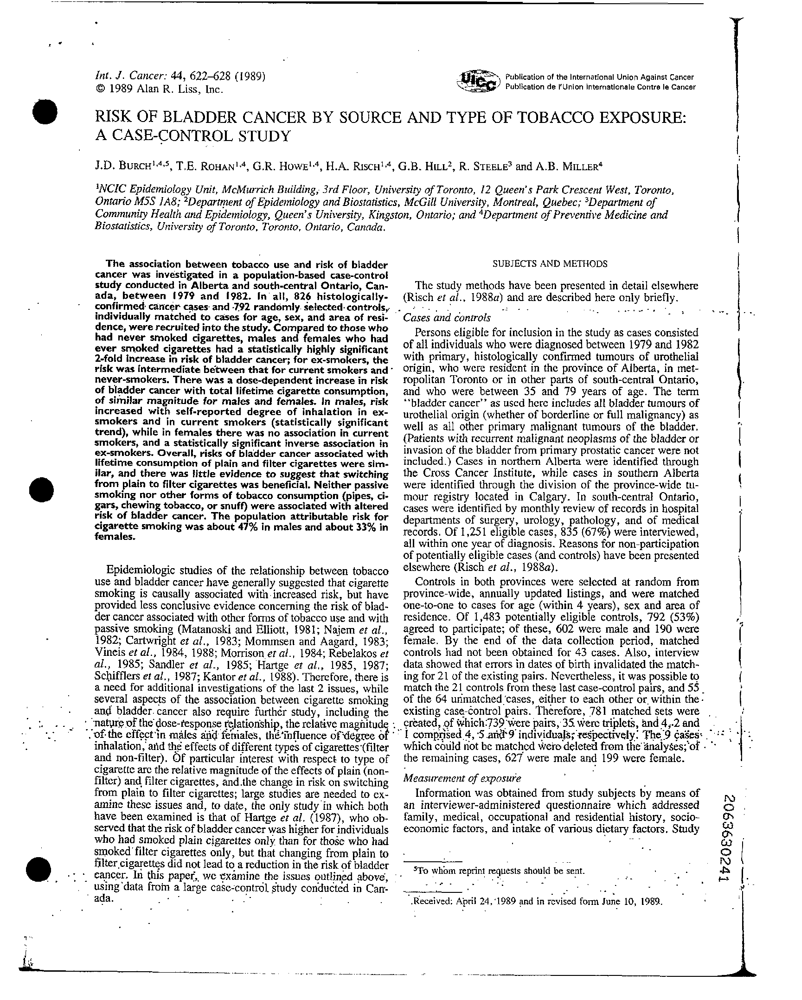 Int. J. Cancer: 44, 622–628 (1989)
© 1989 Alan R. Liss, Inc.
UICC
Publication of the International Union Against Cancer
Publication de l'Union Internationale Contre le Cancer
RISK OF BLADDER CANCER BY SOURCE AND TYPE OF TOBACCO EXPOSURE:
A CASE-CONTROL STUDY
J.D. BURCH1,4,5, T.E. ROHAN1,4, G.R. HOWE1,4, H.A. RISCH1,4, G.B. HILL2, R. STEELE3 and A.B. MILLER4
1NCIC Epidemiology Unit, McMurrich Building, 3rd Floor, University of Toronto, 12 Queen's Park Crescent West, Toronto,
Ontario M5S 1A8; 2Department of Epidemiology and Biostatistics, McGill University, Montreal, Quebec; 3Department of
Community Health and Epidemiology, Queen's University, Kingston, Ontario; and 4Department of Preventive Medicine and
Biostatistics, University of Toronto, Toronto, Ontario, Canada.
The association between tobacco use and risk of bladder
cancer was investigated in a population-based case-control
study conducted in Alberta and south-central Ontario, Can-
ada, between 1979 and 1982. In all, 826 histologically-
confirmed cancer cases and 792 randomly selected controls,
individually matched to cases for age, sex, and area of resi-
dence, were recruited into the study. Compared to those who
had never smoked cigarettes, males and females who had
ever smoked cigarettes had a statistically highly significant
2-fold increase in risk of bladder cancer; for ex-smokers, the
risk was intermediate between that for current smokers and
never-smokers. There was a dose-dependent increase in risk
of bladder cancer with total lifetime cigarette consumption,
of similar magnitude for males and females. In males, risk
increased with self-reported degree of inhalation in ex-
smokers and in current smokers (statistically significant
trend), while in females there was no association in current
smokers, and a statistically significant inverse association in
ex-smokers. Overall, risks of bladder cancer associated with
lifetime consumption of plain and filter cigarettes were sim-
ilar, and there was little evidence to suggest that switching
from plain to filter cigarettes was beneficial. Neither passive
smoking nor other forms of tobacco consumption (pipes, ci-
gars, chewing tobacco, or snuff) were associated with altered
risk of bladder cancer. The population attributable risk for
cigarette smoking was about 47% in males and about 33% in
females.
Epidemiologic studies of the relationship between tobacco
use and bladder cancer have generally suggested that cigarette
smoking is causally associated with increased risk, but have
provided less conclusive evidence concerning the risk of blad-
der cancer associated with other forms of tobacco use and with
passive smoking (Matanoski and Elliott, 1981; Najem et al.,
1982; Cartwright et al., 1983; Mommsen and Aagard, 1983;
Vineis et al., 1984, 1988; Morrison et al., 1984; Rebelakos et
al., 1985; Sandler et al., 1985; Hartge et al., 1985, 1987;
Schifflers et al., 1987; Kantor et al., 1988). Therefore, there is
a need for additional investigations of the last 2 issues, while
several aspects of the association between cigarette smoking
and bladder cancer also require further study, including the
nature of the dose-response relationship, the relative magnitude
of the effect in males and females, the influence of degree of
inhalation, and the effects of different types of cigarettes (filter
and non-filter). Of particular interest with respect to type of
cigarette are the relative magnitude of the effects of plain (non-
filter) and filter cigarettes, and the change in risk on switching
from plain to filter cigarettes; large studies are needed to ex-
amine these issues and, to date, the only study in which both
have been examined is that of Hartge et al. (1987), who ob-
served that the risk of bladder cancer was higher for individuals
who had smoked plain cigarettes only than for those who had
smoked filter cigarettes only, but that changing from plain to
filter cigarettes did not lead to a reduction in the risk of bladder
cancer. In this paper, we examine the issues outlined above,
using data from a large case-control study conducted in Can-
ada.
SUBJECTS AND METHODS
The study methods have been presented in detail elsewhere
(Risch et al., 1988a) and are described here only briefly.
Cases and controls
Persons eligible for inclusion in the study as cases consisted
of all individuals who were diagnosed between 1979 and 1982
with primary, histologically confirmed tumours of urothelial
origin, who were resident in the province of Alberta, in met-
ropolitan Toronto or in other parts of south-central Ontario,
and who were between 35 and 79 years of age. The term
"bladder cancer" as used here includes all bladder tumours of
urothelial origin (whether of borderline or full malignancy) as
well as all other primary malignant tumours of the bladder.
(Patients with recurrent malignant neoplasms of the bladder or
invasion of the bladder from primary prostatic cancer were not
included.) Cases in northern Alberta were identified through
the Cross Cancer Institute, while cases in southern Alberta
were identified through the division of the province-wide tu-
mour registry located in Calgary. In south-central Ontario,
cases were identified by monthly review of records in hospital
departments of surgery, urology, pathology, and of medical
records. Of 1,251 eligible cases, 835 (67%) were interviewed,
all within one year of diagnosis. Reasons for non-participation
of potentially eligible cases (and controls) have been presented
elsewhere (Risch et al., 1988a).
Controls in both provinces were selected at random from
province-wide, annually updated listings, and were matched
one-to-one to cases for age (within 4 years), sex and area of
residence. Of 1,483 potentially eligible controls, 792 (53%)
agreed to participate; of these, 602 were male and 190 were
female. By the end of the data collection period, matched
controls had not been obtained for 43 cases. Also, interview
data showed that errors in dates of birth invalidated the match-
ing for 21 of the existing pairs. Nevertheless, it was possible to
match the 21 controls from these last case-control pairs, and 55
of the 64 unmatched cases, either to each other or within the
existing case-control pairs. Therefore, 781 matched sets were
created, of which 739 were pairs, 35 were triplets, and 4, 2 and
1 comprised 4, 5 and 9 individuals, respectively. The 9 cases
which could not be matched were deleted from the analyses; of
the remaining cases, 627 were male and 199 were female.
Measurement of exposure
Information was obtained from study subjects by means of
an interviewer-administered questionnaire which addressed
family, medical, occupational and residential history, socio-
economic factors, and intake of various dietary factors. Study
5To whom reprint requests should be sent.
Received: April 24, 1989 and in revised form June 10, 1989.
2063630241